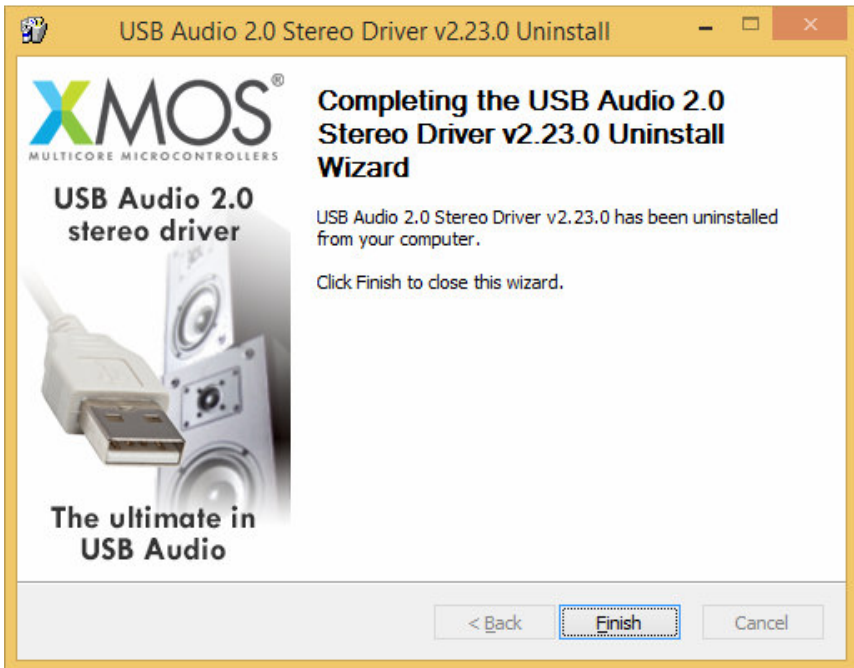 USB Audio 2.0 Stereo Driver v2.23.0 Uninstall
XMOS®
MULTICORE MICROCONTROLLERS
USB Audio 2.0
stereo driver
The ultimate in
USB Audio
Completing the USB Audio 2.0
Stereo Driver v2.23.0 Uninstall
Wizard
USB Audio 2.0 Stereo Driver v2.23.0 has been uninstalled
from your computer.
Click Finish to close this wizard.
< Back
Finish
Cancel